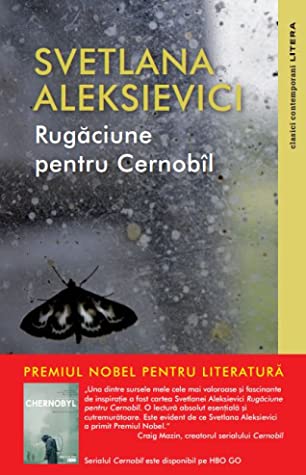 SVETLANA
ALEKSIEVICI
Rugăciune
pentru Cernobîl
clasici contemporani LITERA
PREMIUL NOBEL PENTRU LITERATURĂ
„Una dintre sursele mele cele mai valoroase și fascinante
de inspirație a fost cartea Svetlanei Aleksievici Rugăciune
pentru Cernobîl. O lectură absolut esențială și
cutremurătoare. Este evident de ce Svetlana Aleksievici
a primit Premiul Nobel.“
Craig Mazin, creatorul serialului Cernobîl
CHERNOBYL
Serialul Cernobîl este disponibil pe HBO GO